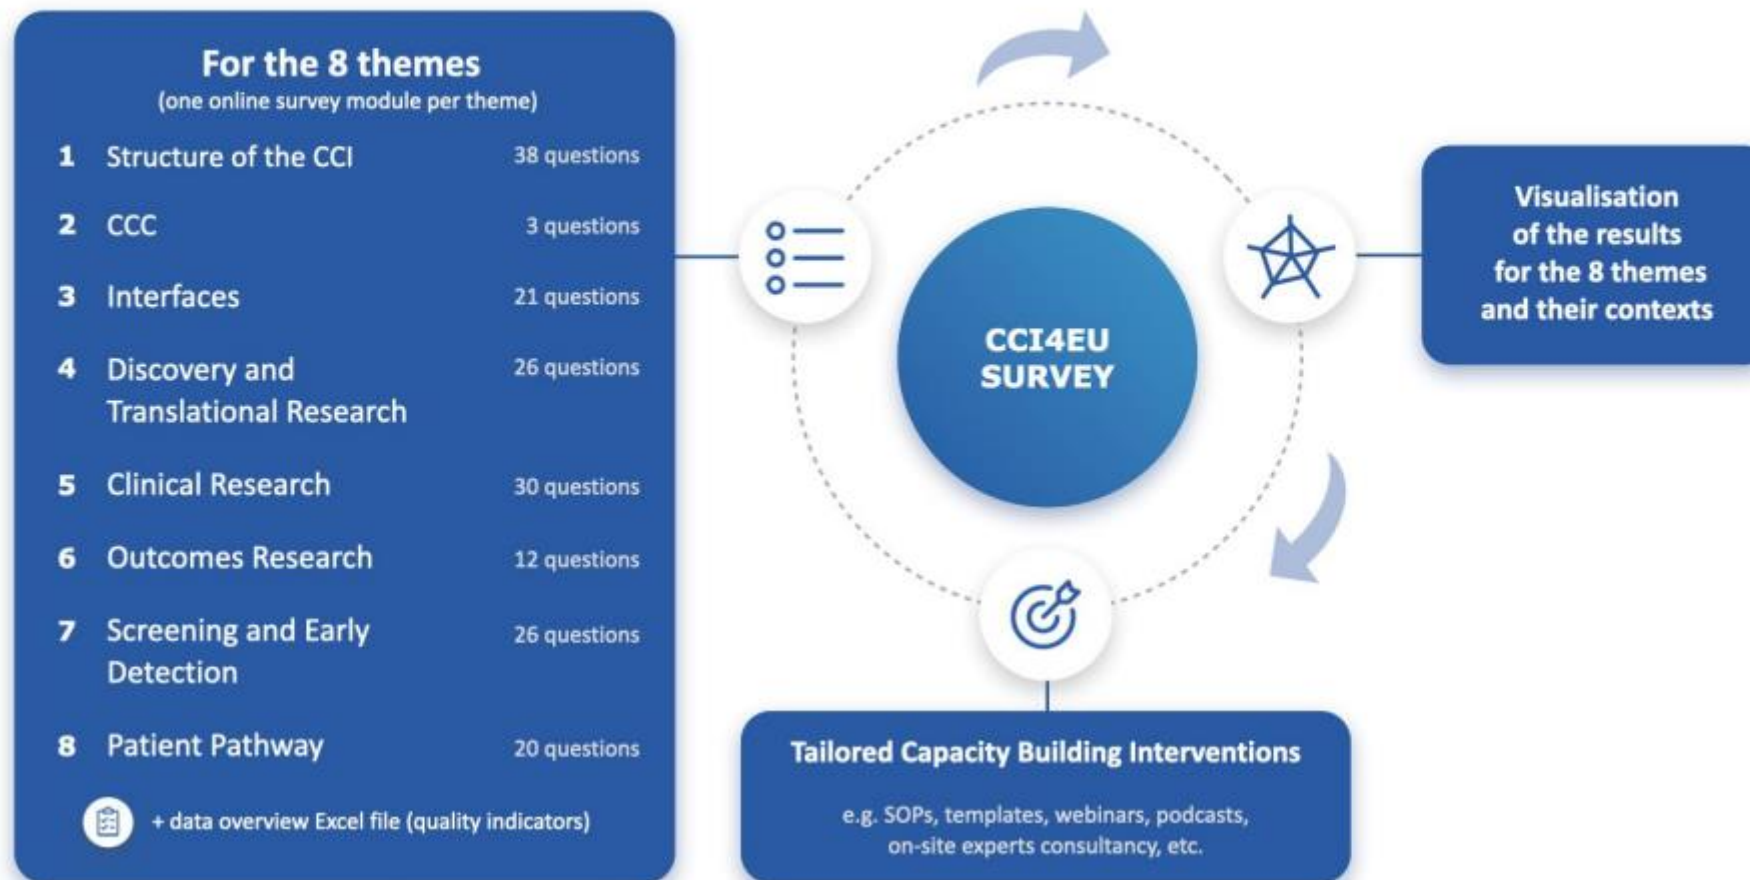 For the 8 themes
(one online survey module per theme)
1 Structure of the CCI 38 questions
2 CCC 3 questions
3 Interfaces 21 questions
4 Discovery and 26 questions
Translational Research
5 Clinical Research 30 questions
6 Outcomes Research 12 questions
7 Screening and Early 26 questions
Detection
8 Patient Pathway 20 questions
+ data overview Excel file (quality indicators)
CCI4EU
SURVEY
Visualisation
of the results
for the 8 themes
and their contexts
Tailored Capacity Building Interventions
e.g. SOPs, templates, webinars, podcasts,
on-site experts consultancy, etc.